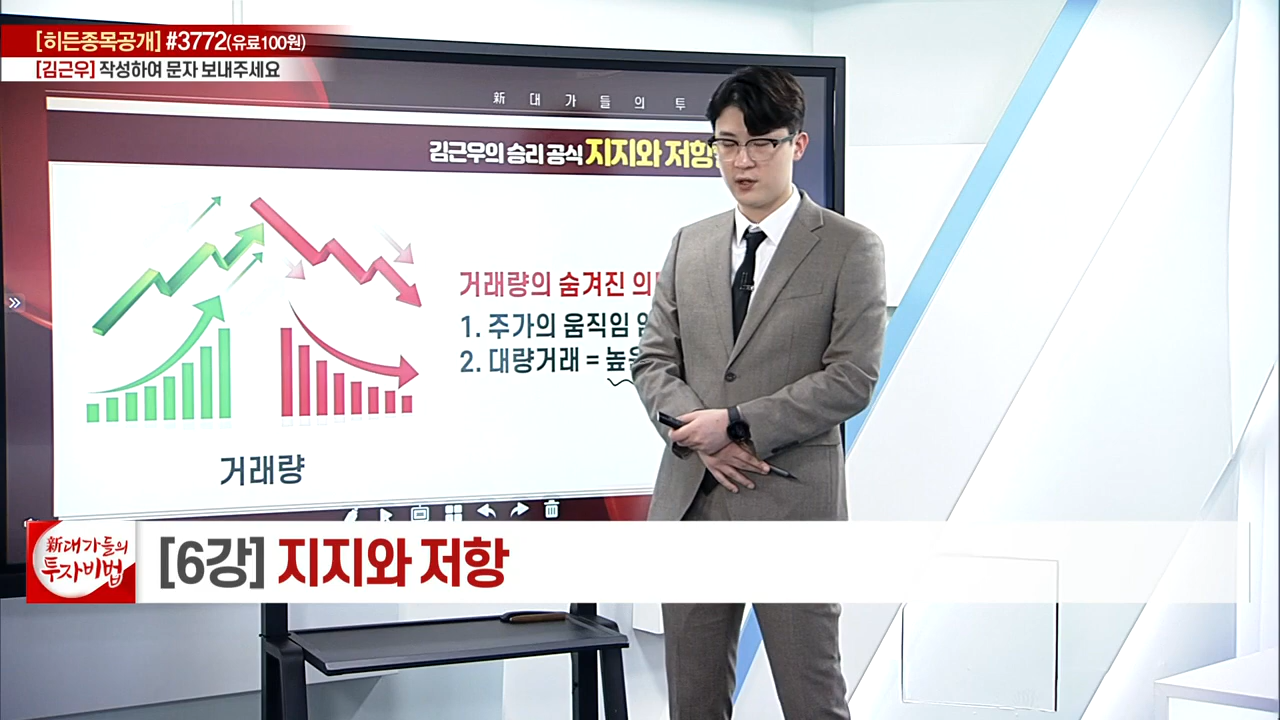 [히든종목공개] #3772(유료100원)
[김근우] 작성하여 문자 보내주세요
新 대 가 들 의 투
김근우의 승리 공식 지지와 저항
거래량의 숨겨진
1. 주가의 움직임
2. 대량거래 =
거래량
新대가들의
투자비법
[6강] 지지와 저항